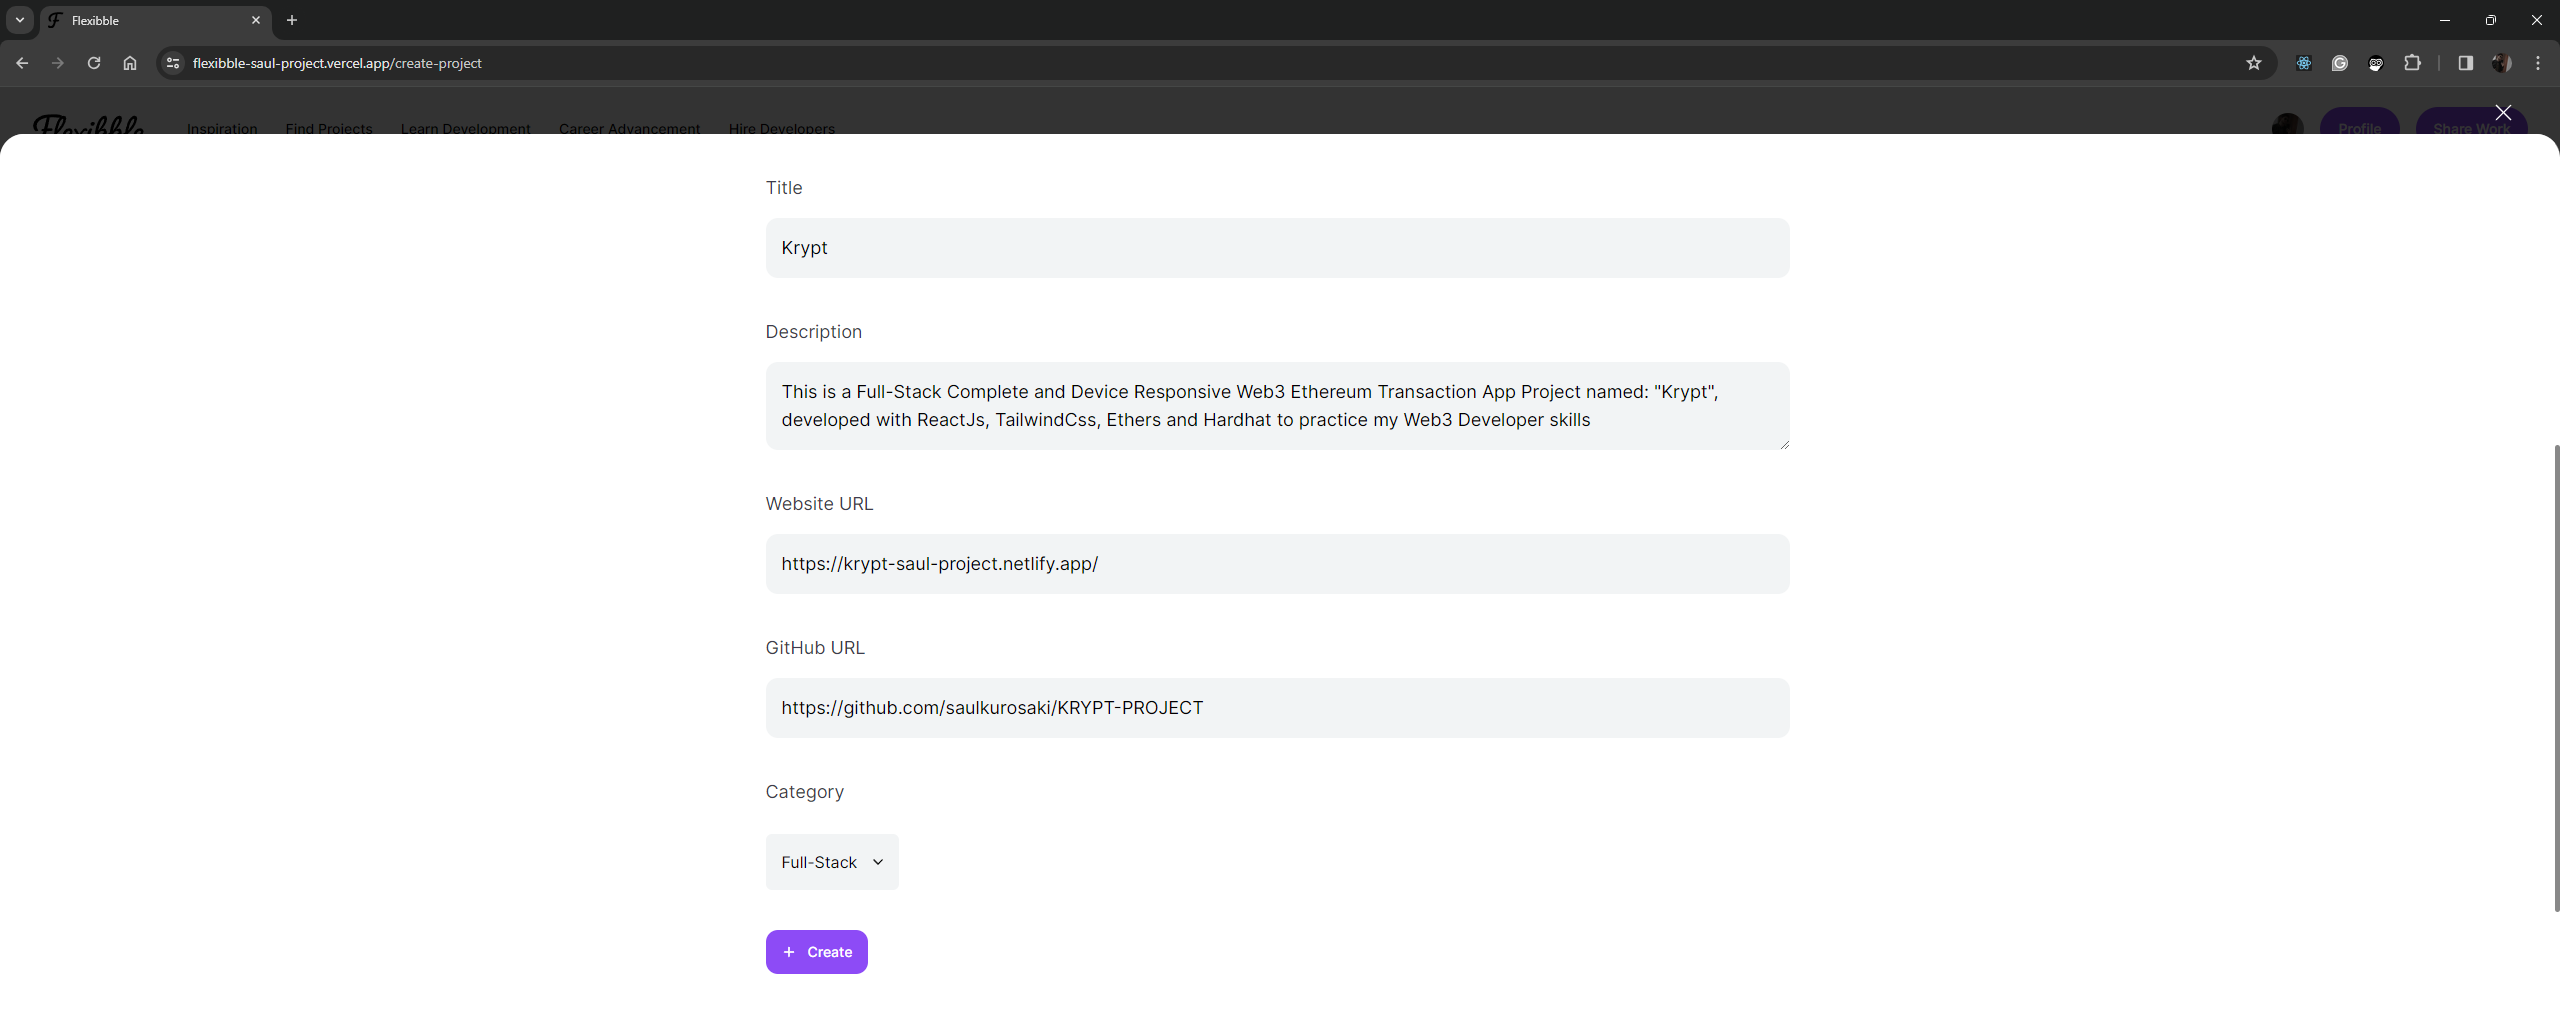 Flexibble
flexibble-saul-project.vercel.app/create-project
Flexibble Inspiration Find Projects Learn Development Career Advancement Hire Developers Profile Share Work
Title
Krypt
Description
This is a Full-Stack Complete and Device Responsive Web3 Ethereum Transaction App Project named: "Krypt",
developed with ReactJs, TailwindCss, Ethers and Hardhat to practice my Web3 Developer skills
Website URL
https://krypt-saul-project.netlify.app/
GitHub URL
https://github.com/saulkurosaki/KRYPT-PROJECT
Category
Full-Stack
+ Create